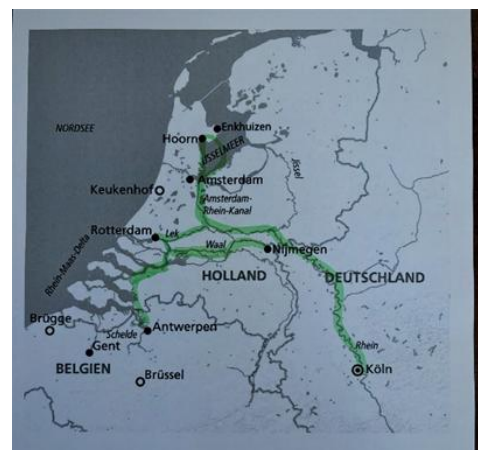 NORDSEE
Enkhuizen
Hoorn
IJSSELMEER
IJssel
Amsterdam
Keukenhof
Amsterdam-
Rhein-Kanal
Rotterdam
Lek
Waal
Nijmegen
Rhein-Maas-Delta
HOLLAND
DEUTSCHLAND
Brügge
Schelde
Antwerpen
Gent
Rhein
BELGIEN
Brüssel
Köln